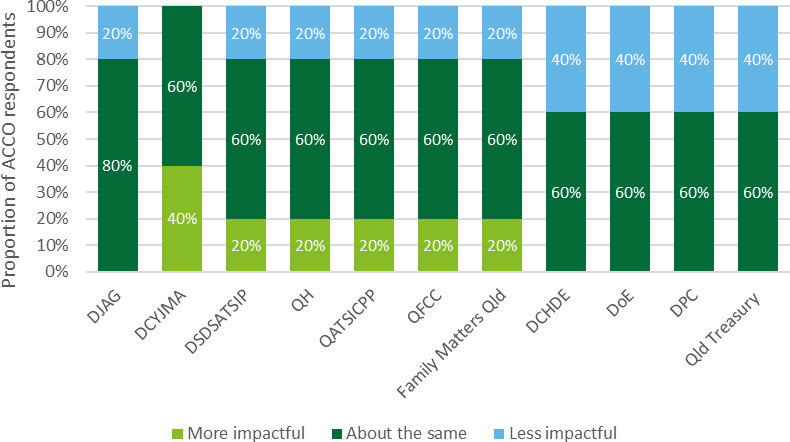 Proportion of ACCO respondents
100%
90%
80%
70%
60%
50%
40%
30%
20%
10%
0%
20% 20% 20% 20% 20% 20%
60% 40% 40% 40% 40%
80% 60% 60% 60% 60% 60% 60% 60% 60% 60%
40% 20% 20% 20% 20% 20%
DJAG
DCYJMA
DSDSATSIP
QH
QATSICPP
QFCC
Family Matters Qld
DCHDE
DoE
DPC
Qld Treasury
More impactful About the same Less impactful